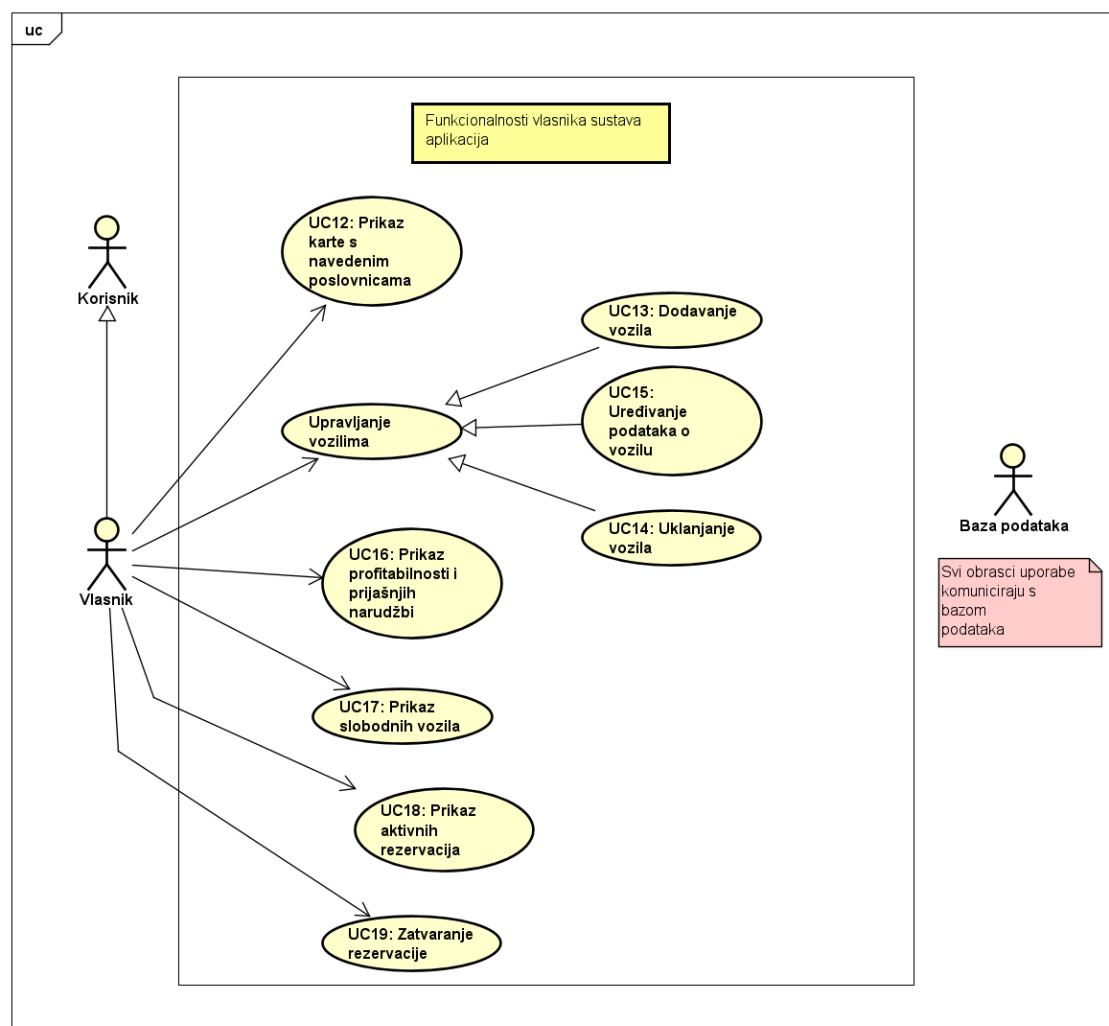 uc
Funkcionalnosti vlasnika sustava
aplikacija
UC12: Prikaz
karte s
navedenim
poslovnicama
Korisnik
UC13: Dodavanje
vozila
UC15:
Uređivanje
podataka o
vozilu
Upravljanje
vozilima
UC14: Uklanjanje
vozila
Baza podataka
Svi obrasci uporabe
komuniciraju s
bazom
podataka
UC16: Prikaz
profitabilnosti i
prijašnjih
narudžbi
Vlasnik
UC17: Prikaz
slobodnih vozila
UC18: Prikaz
aktivnih
rezervacija
UC19: Zatvaranje
rezervacije